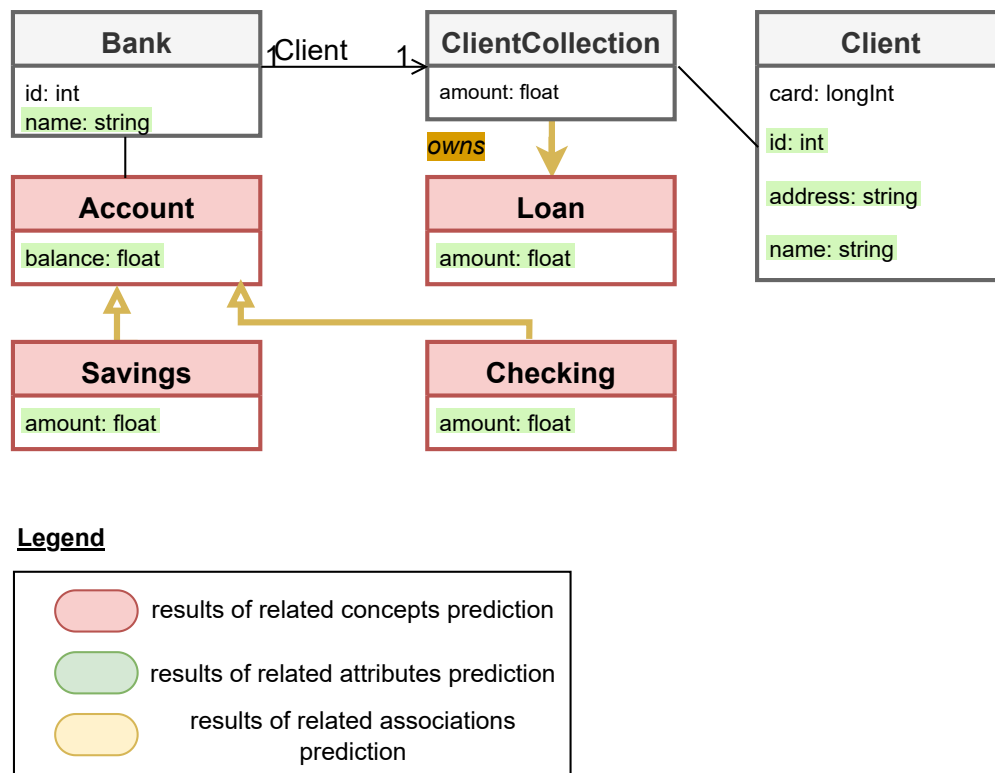 Bank
id: int
name: string
1
Client
1
ClientCollection
amount: float
Client
card: longInt
id: int
address: string
name: string
owns
Account
balance: float
Loan
amount: float
Savings
amount: float
Checking
amount: float
Legend
results of related concepts prediction
results of related attributes prediction
results of related associations
prediction